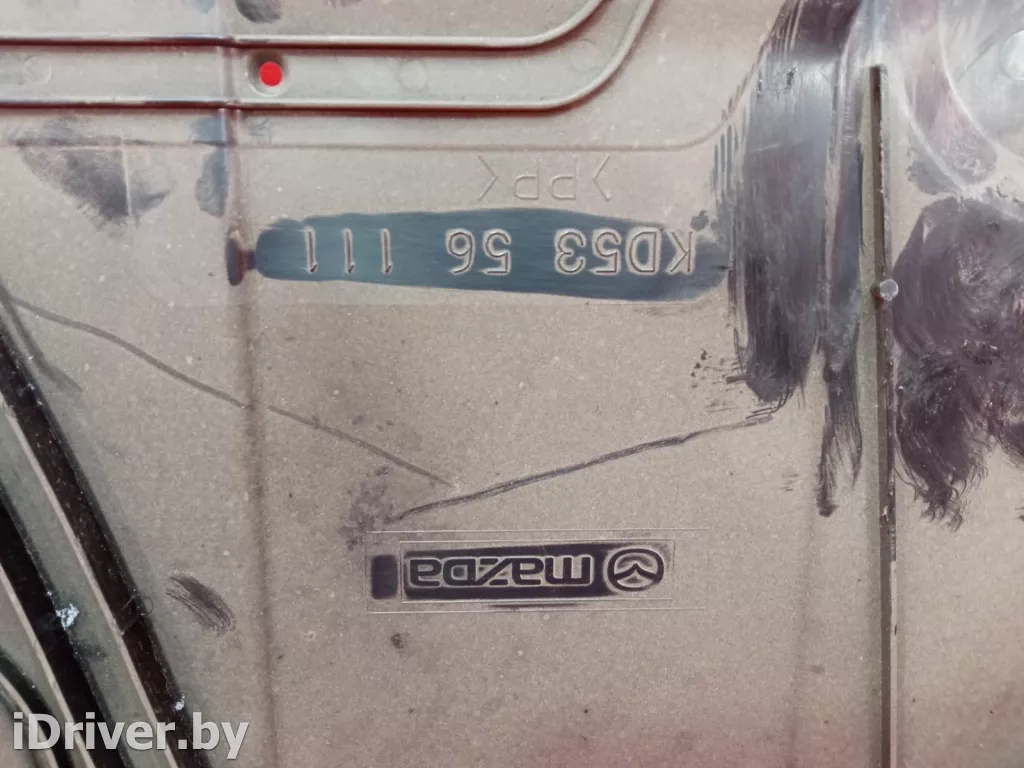 >PP<
KD53 56 111
mazda
iDriver.by